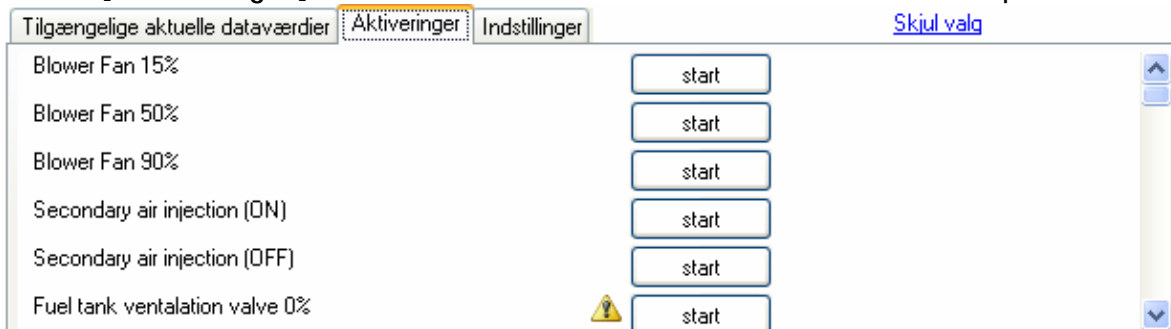 Tilgængelige aktuelle dataværdier Aktiveringer Indstillinger Skjul valg
Blower Fan 15% start
Blower Fan 50% start
Blower Fan 90% start
Secondary air injection (ON) start
Secondary air injection (OFF) start
Fuel tank ventalation valve 0% start